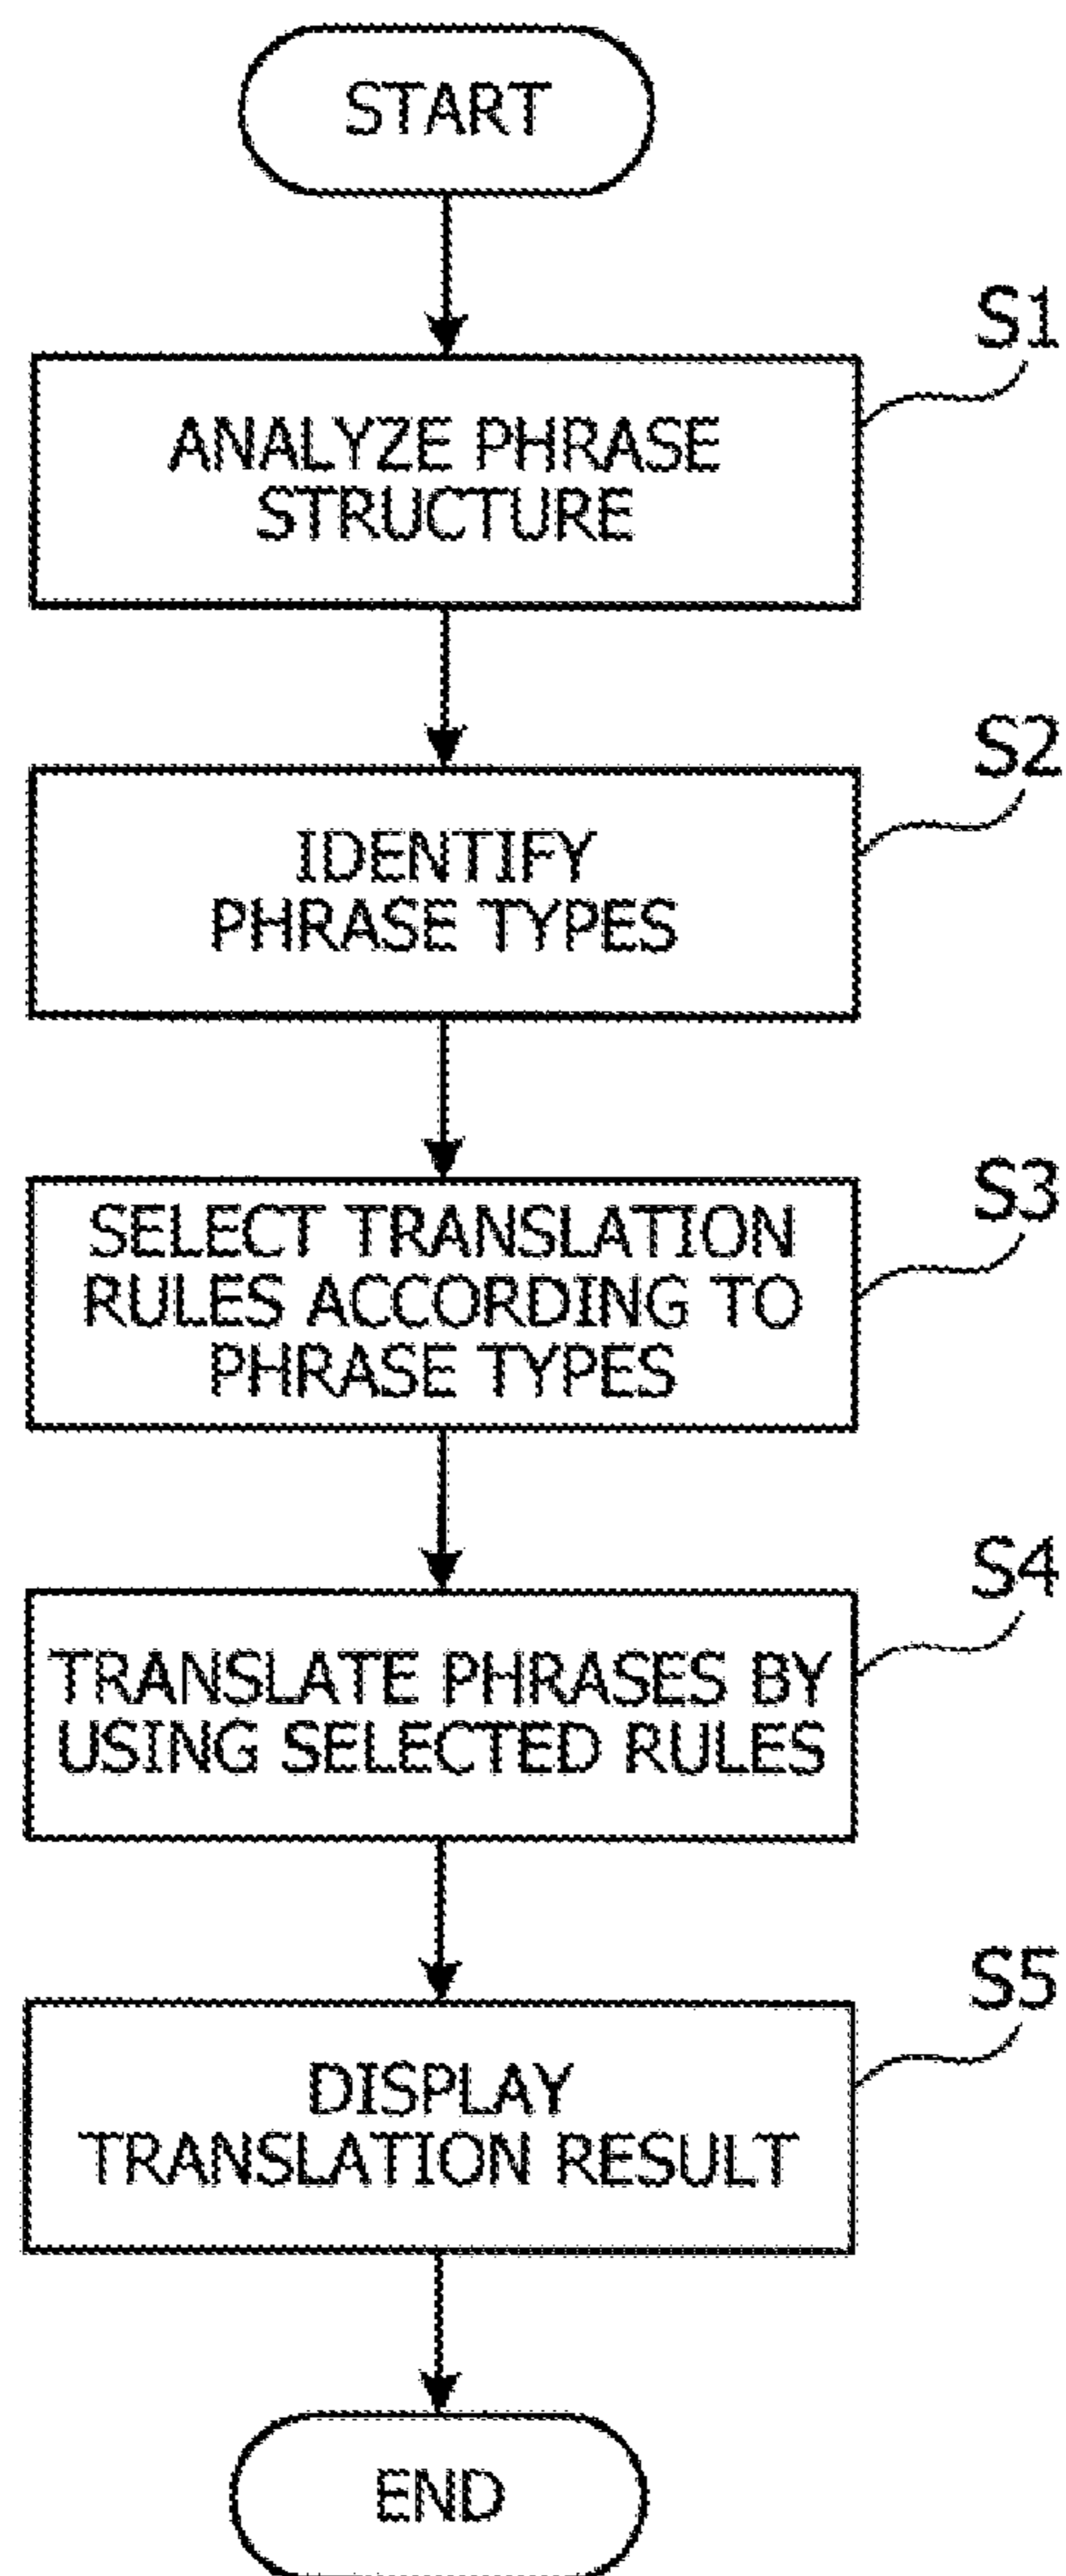 START
S1
ANALYZE PHRASE
STRUCTURE
S2
IDENTIFY
PHRASE TYPES
S3
SELECT TRANSLATION
RULES ACCORDING TO
PHRASE TYPES
S4
TRANSLATE PHRASES BY
USING SELECTED RULES
S5
DISPLAY
TRANSLATION RESULT
END